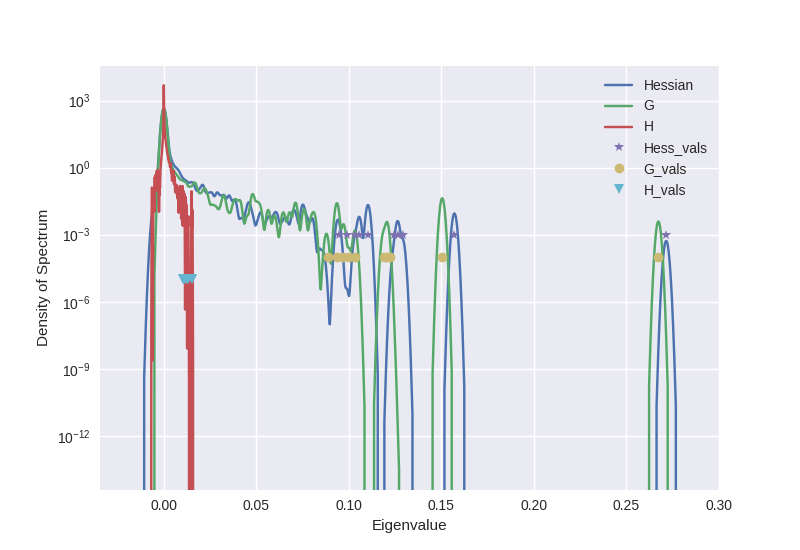 Hessian
G
H
Hess_vals
G_vals
H_vals
10^3
10^0
10^−3
10^−6
10^−9
10^−12
Density of Spectrum
0.00 0.05 0.10 0.15 0.20 0.25 0.30
Eigenvalue